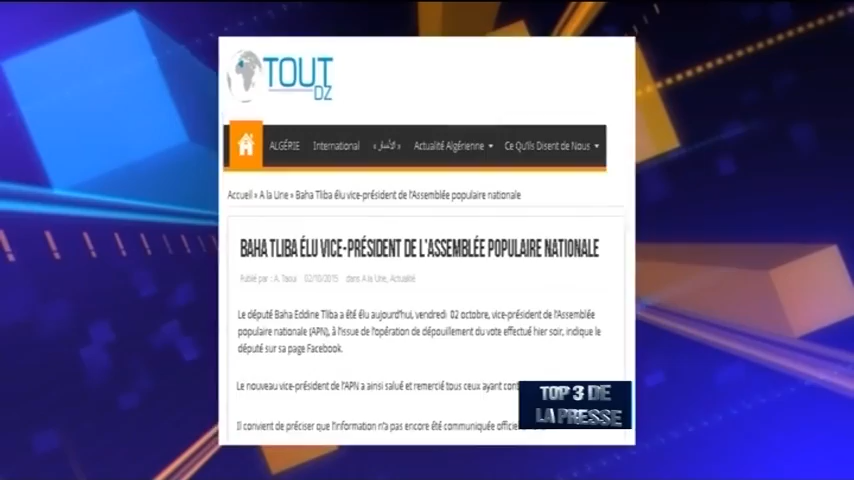 TOUT
DZ
ALGÉRIE International Actualité Algérienne Ce Qu'ils Disent de Nous
Accueil » A la Une » Baha Tliba élu vice-président de l'Assemblée populaire nationale
BAHA TLIBA ÉLU VICE-PRÉSIDENT DE L'ASSEMBLÉE POPULAIRE NATIONALE
Publié par : A. Taoui 02/10/2015 dans A la Une, Actualité
Le député Baha Eddine Tliba a été élu aujourd'hui, vendredi 02 octobre, vice-président de l'Assemblée
populaire nationale (APN), à l'issue de l'opération de dépouillement du vote effectué hier soir, indique le
député sur sa page Facebook.
Le nouveau vice-président de l'APN a ainsi salué et remercié tous ceux ayant
TOP 3 DE
LA PRESSE
Il convient de préciser que l'information n'a pas encore été communiquée